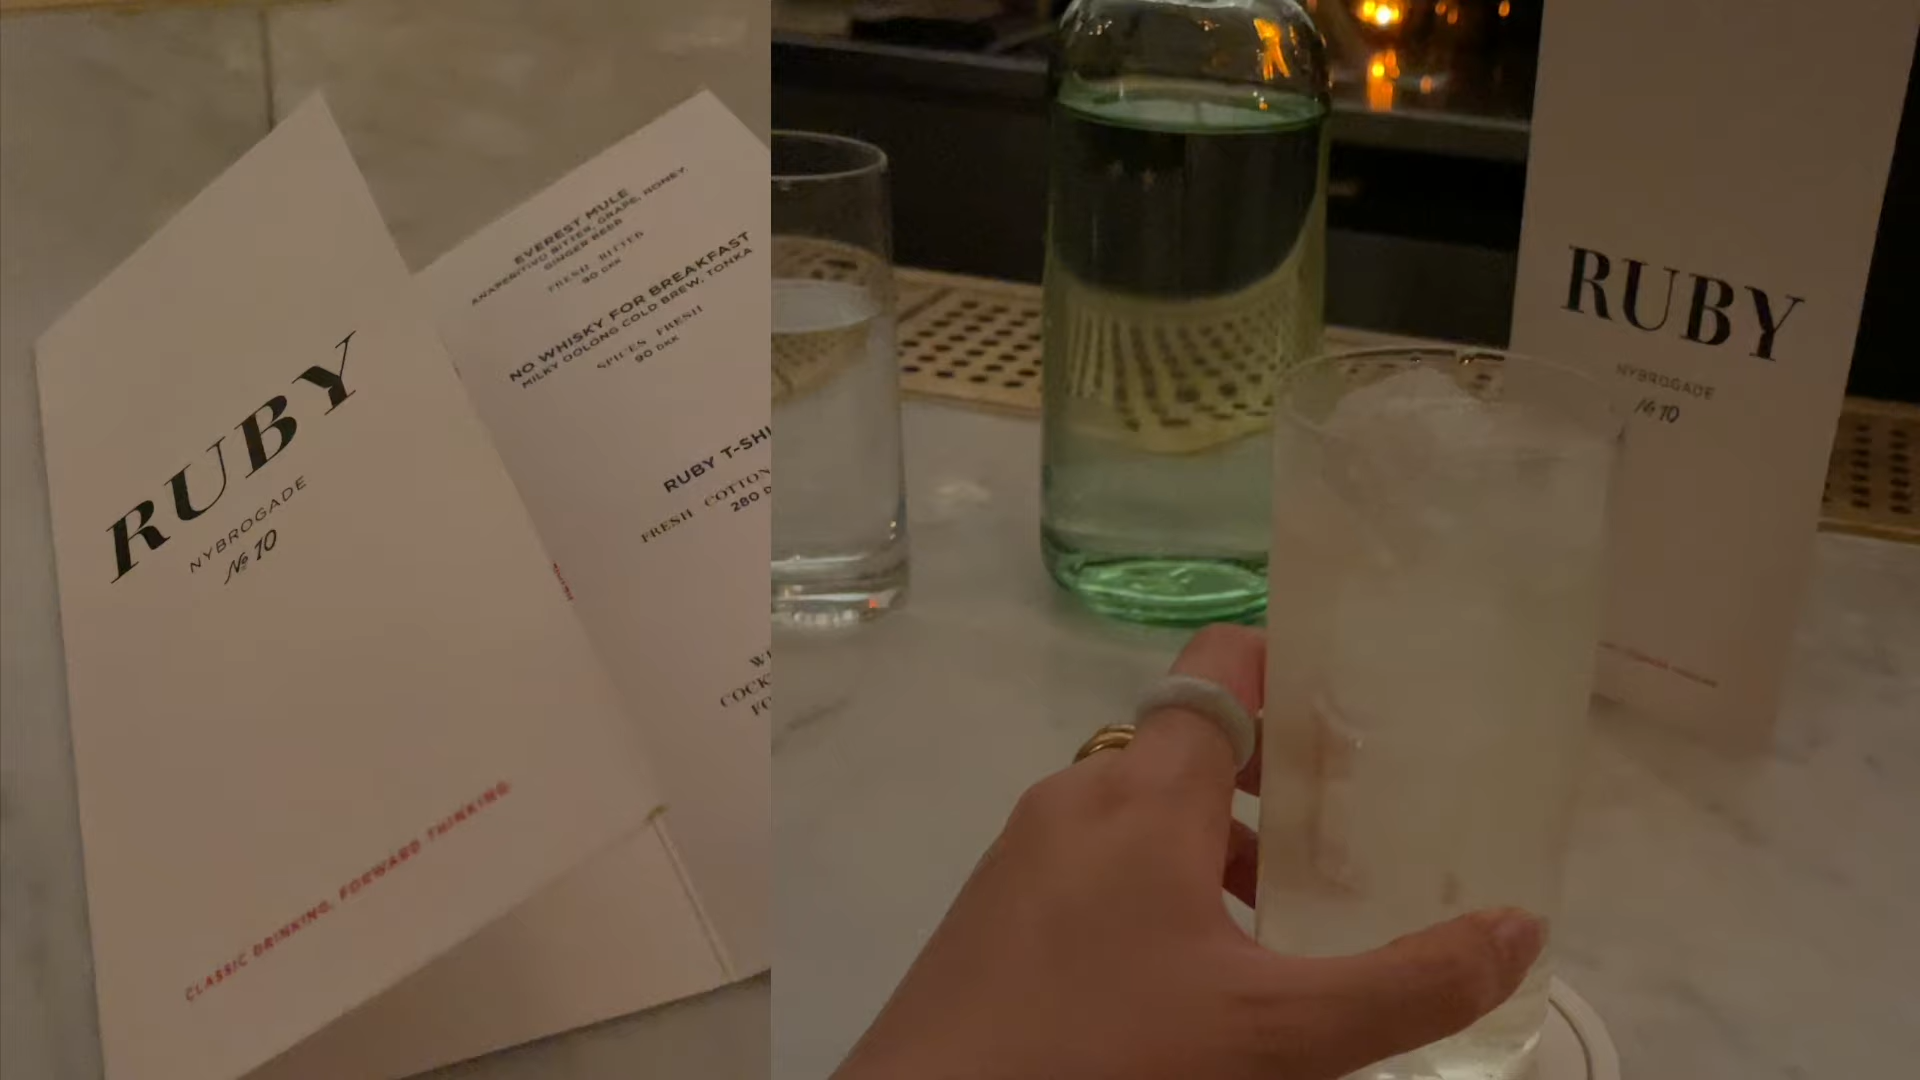 RUBY
NYBROGADE
№ 10
CLASSIC DRINKING, FORWARD THINKING
EVEREST MULE
ANAPERITIVO BITTER, GRAPE, HONEY,
GINGER BEER
FRESH BITTER
90 DKK
NO WHISKY FOR BREAKFAST
MILKY OOLONG COLD BREW, TONKA
SPICES FRESH
90 DKK
RUBY T-SHI
FRESH COTTON
280 D
COCK
RUBY
NYBROGADE
№ 10